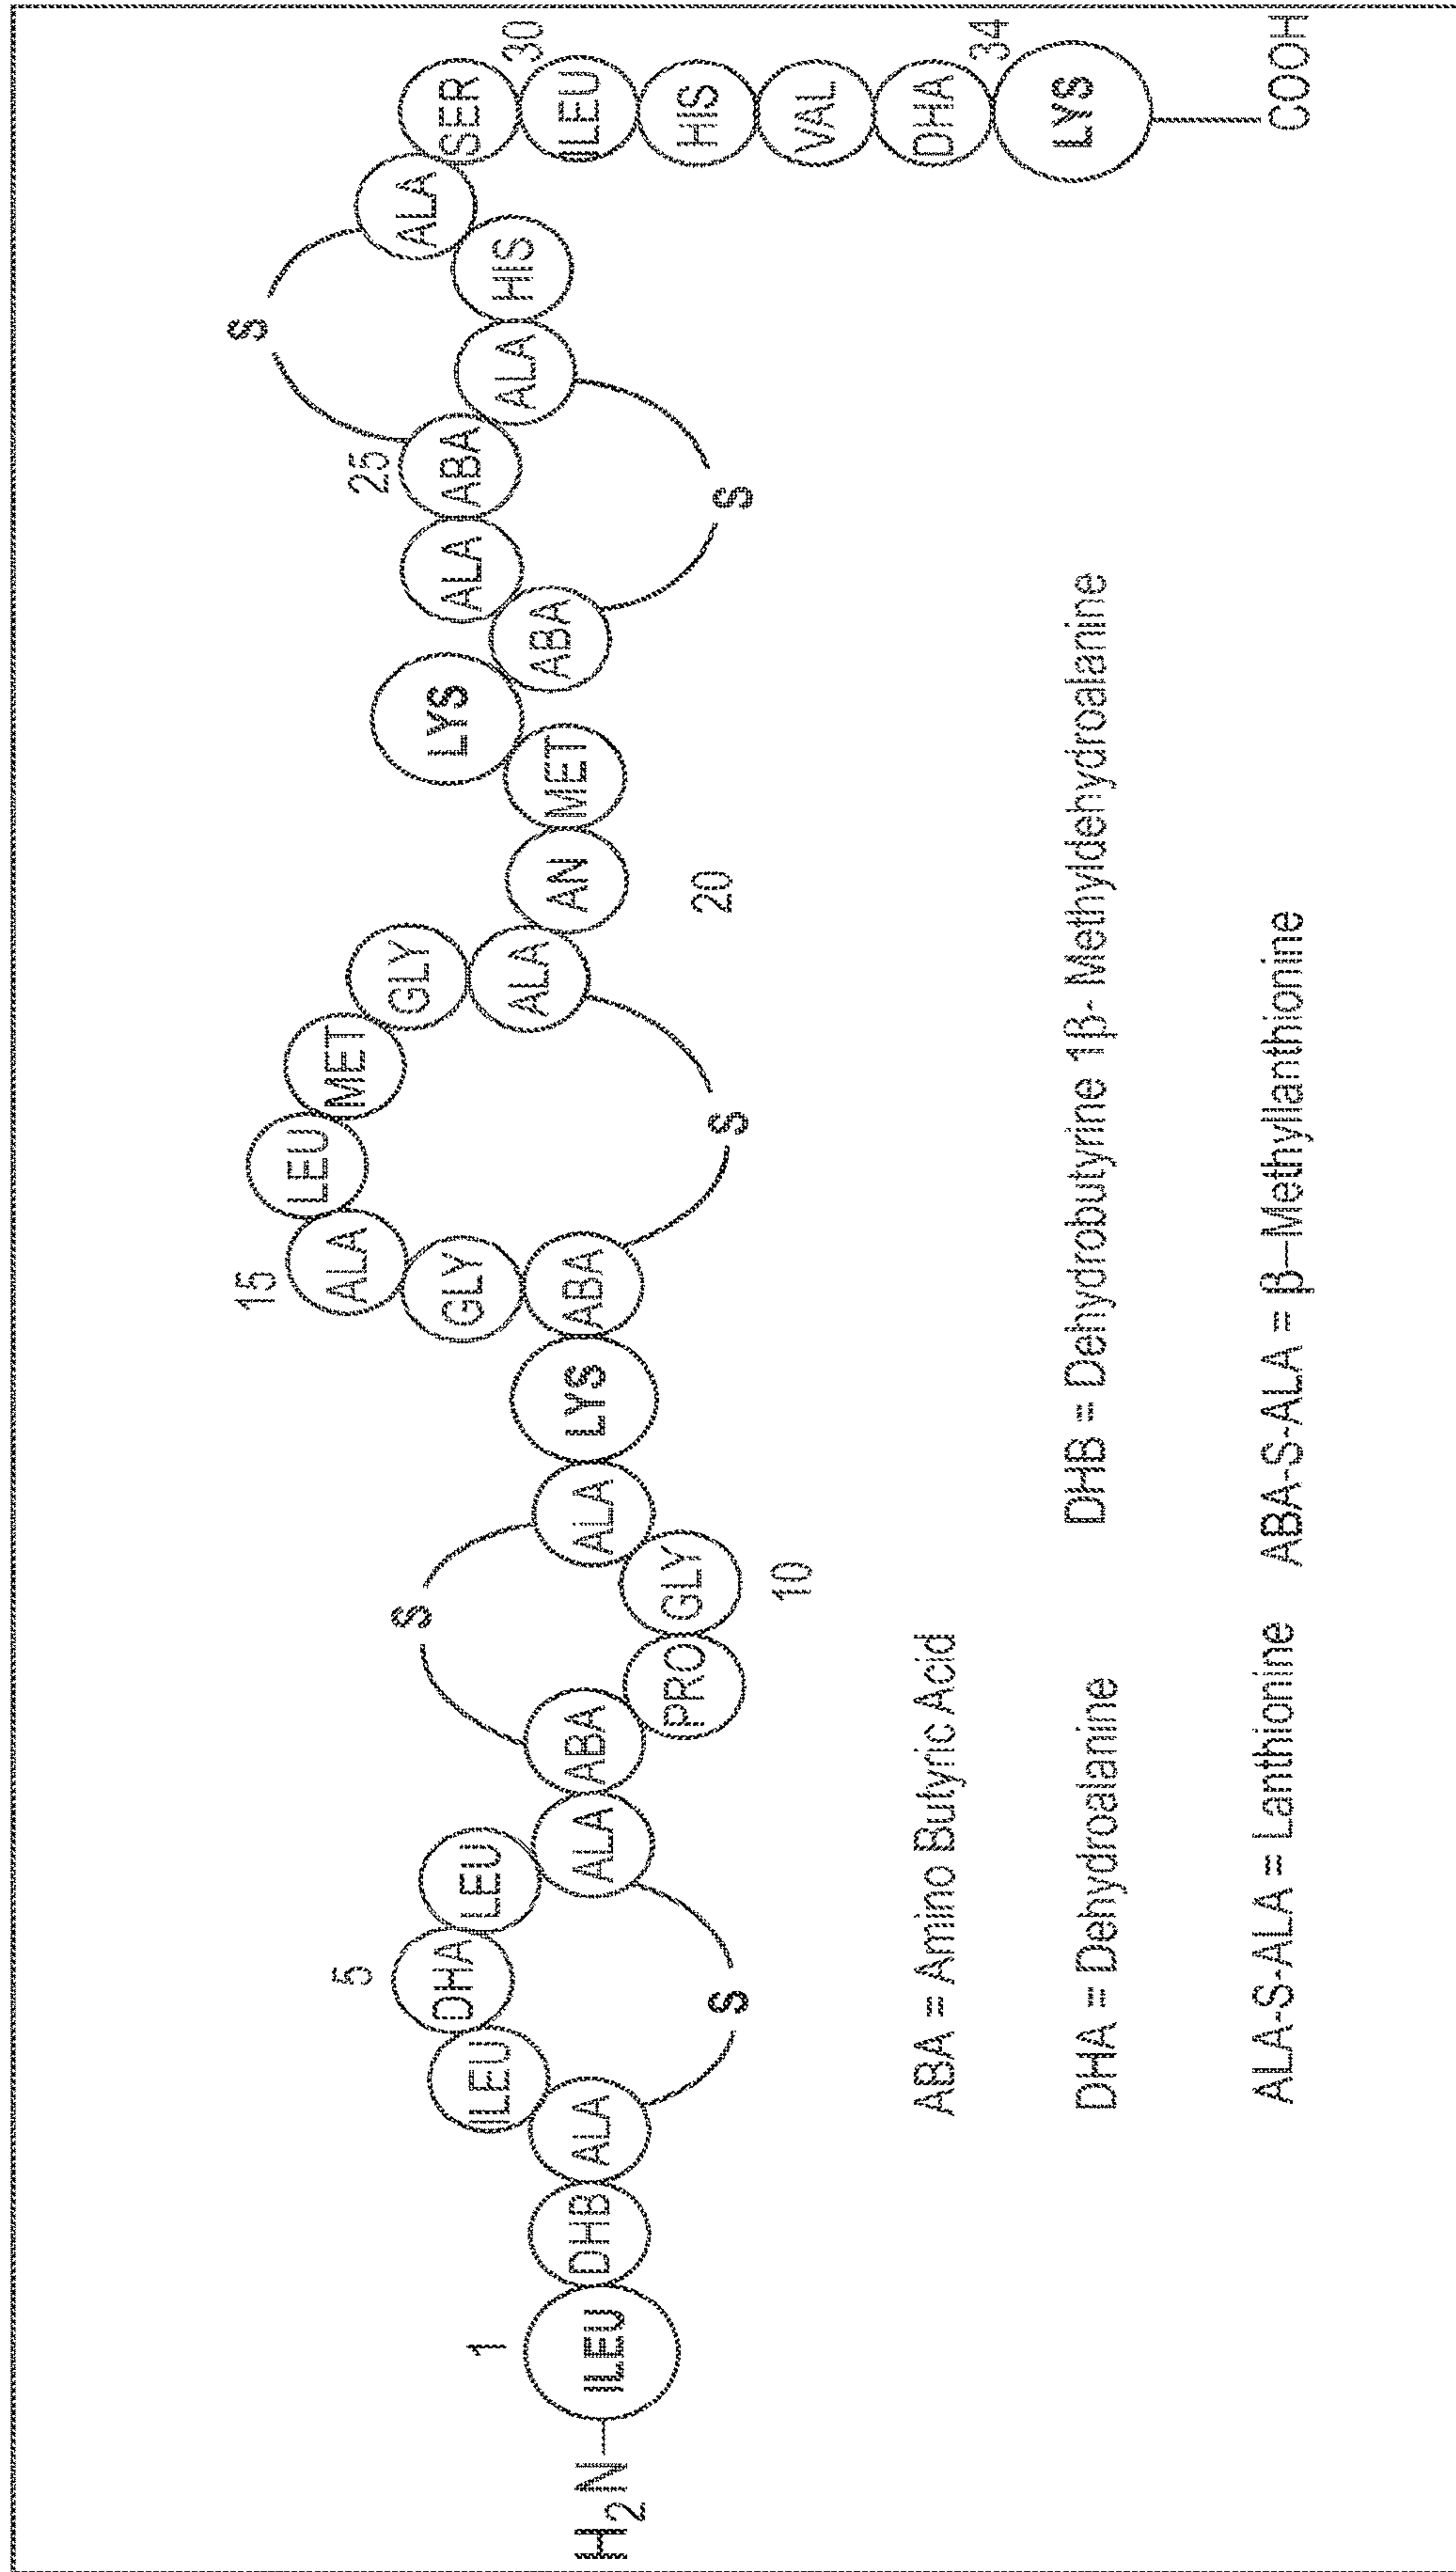 H2N
ILEU
1
DHB
ALA
ILEU
DHA
5
LEU
ALA
S
ABA
PRO
GLY
10
ALA
S
LYS
ABA
GLY
ALA
15
LEU
MET
GLY
ALA
S
AN
20
MET
LYS
ABA
ALA
ABA
25
ALA
S
HIS
ALA
S
SER
ILEU
30
HIS
VAL
DHA
LYS
34
COOH
ABA = Amino Butyric Acid
DHA = Dehydroalanine
DHB = Dehydrobutyrine 1β- Methyldehydroalanine
ALA-S-ALA = Lanthionine
ABA-S-ALA = β–Methyllanthionine